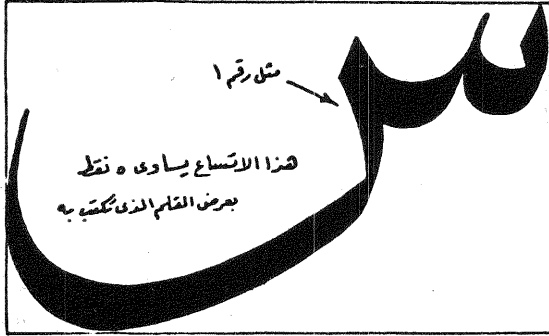 س
مثل رقم ١
هذا الاتساع يساوى ٥ نقط
بعرض القلم الذى تكتب به